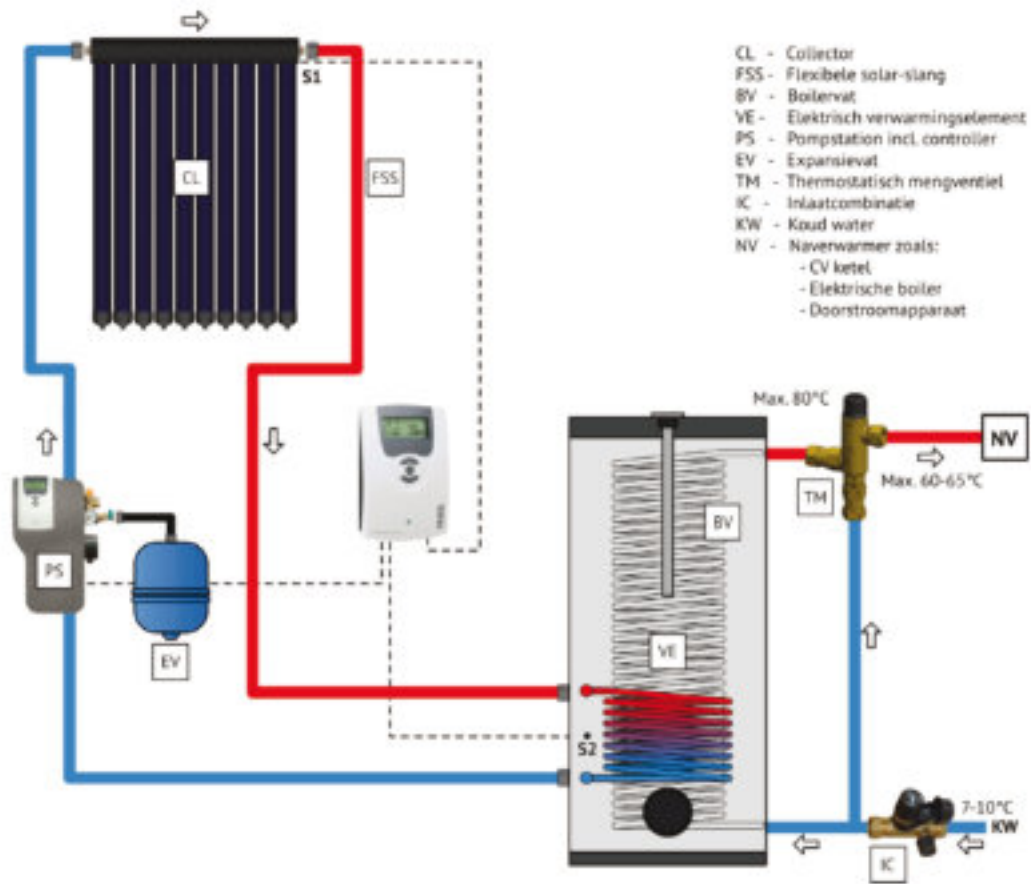 S1
CL
FSS
CL - Collector
FSS - Flexibele solar-slang
BV - Boilervat
VE - Elektrisch verwarmingselement
PS - Pompstation incl. controller
EV - Expansievat
TM - Thermostatisch mengventiel
IC - Inlaatcombinatie
KW - Koud water
NV - Naverwarmer zoals:
- CV ketel
- Elektrische boiler
- Doorstroomapparaat
Max. 80°C
NV
Max. 60-65°C
TM
BV
PS
EV
VE
S2
7-10°C
KW
IC